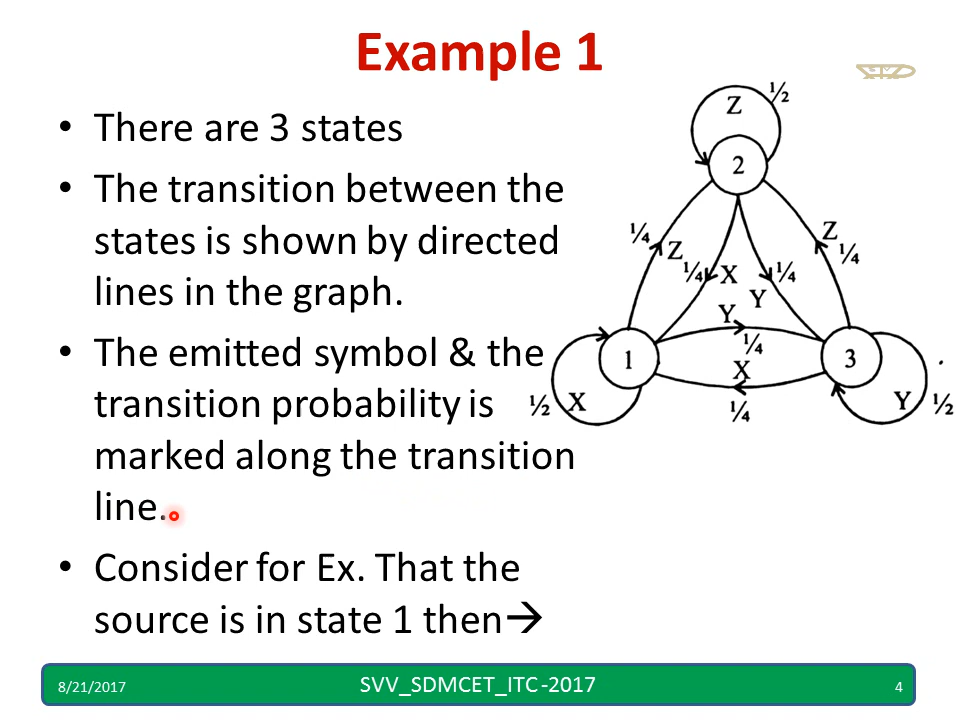 Example 1
• There are 3 states
• The transition between the
states is shown by directed
lines in the graph.
• The emitted symbol & the
transition probability is
marked along the transition
line.
• Consider for Ex. That the
source is in state 1 then→
Z ½
2
¼ Z
¼ X
¼ Y
Z ¼
Y ¼
X ¼
1
3
½ X
Y ½
8/21/2017
SVV_SDMCET_ITC -2017
4